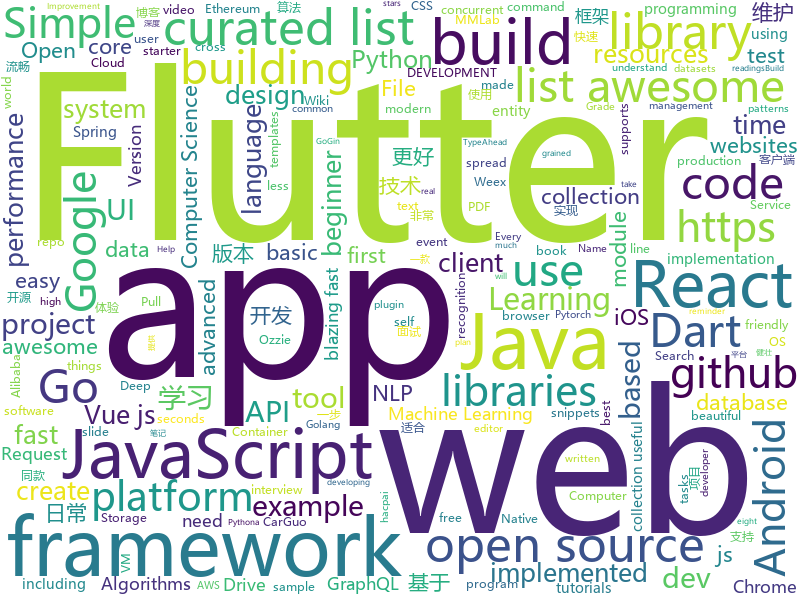 Simple
curated list
Ethereum
博客
算法
CSS
MMLab
concurrent
command
框架
programming
维护
build
library
Open
core
user
starter
video
cross
Python
快速
using
深度
Improvement
stars
流畅
Cloud
DEVELOPMENT
File
resources
understand
datasets
readingsBuild
building
list awesome
made
modern
使用
Grade
management
patterns
common
GoGin
world
Wiki
design
system
Spring
Version
templates
less
language
Computer Science
entity
TypeAhead
grained
supports
time
更好
spread
Weex
websites
performance
Google
UI
beginner
技术
collection
production
客户端
real
code
text
非常
PDF
实现
take
Service
Flutter
data
版本
basic
event
Every
much
book
Name
line
https
first
一款
module
implementation
repo
easy
client
use
React
开源
high
体验
Pull
advanced
开发
blazing fast
plugin
self
recognition
browser
Pytorch
friendly
OS
app
Learning
iOS
Search
plan
平台
健壮
will
project
awesome
Java
Dart
reminder
Alibaba
things
Go
Ozzie
tool
NLP
面试
best
based
github
Deep
学习
libraries
snippets
database
beautiful
software
Vue js
API
一步
Machine Learning
seconds
Container
Golang
适合
editor
fast
Request
slide
JavaScript
web
Android
同款
笔记
interview
written
collection useful
tasks
项目
developer
create
platform
example
Computer
支持
日常
need
free
Native
dev
js
framework
open source
VM
Storage
CarGuo
hacpai
developing
program
implemented
tutorials
including
Algorithms
AWS
Drive
sample
Help
Pythona
GraphQL
基于
Chrome